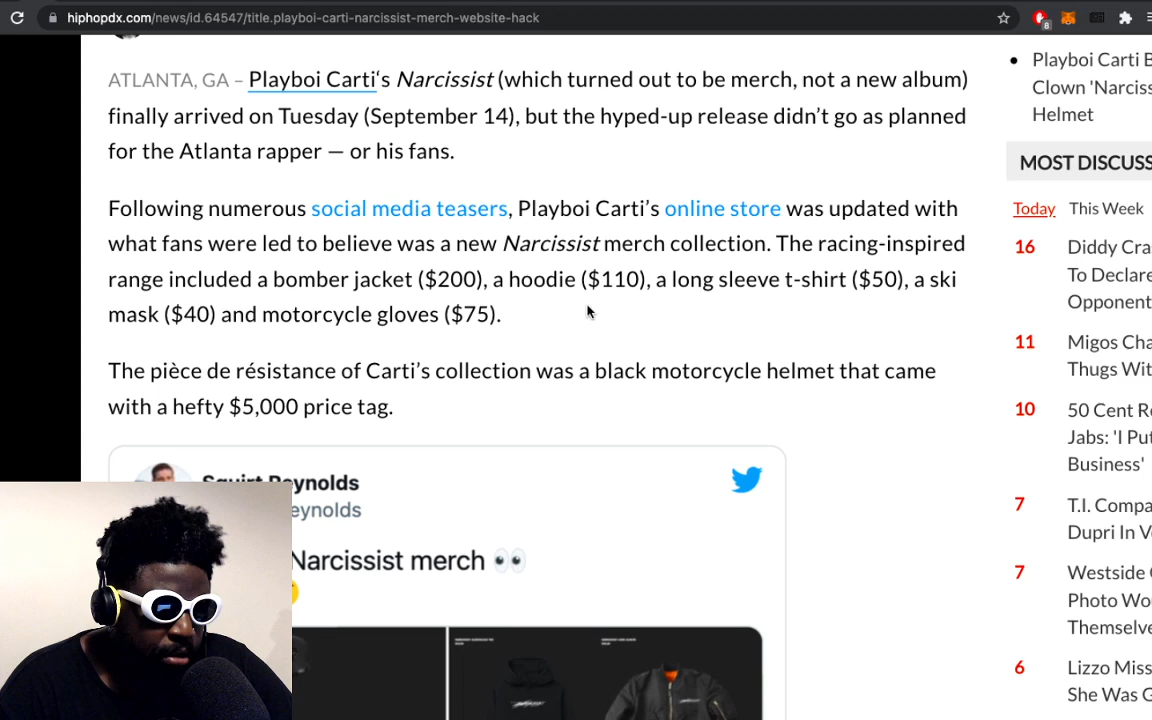 hiphopdx.com/news/id.64547/title.playboi-carti-narcissist-merch-website-hack
8
ATLANTA, GA – Playboi Carti‘s Narcissist (which turned out to be merch, not a new album)
finally arrived on Tuesday (September 14), but the hyped-up release didn’t go as planned
for the Atlanta rapper — or his fans.
Following numerous social media teasers, Playboi Carti’s online store was updated with
what fans were led to believe was a new Narcissist merch collection. The racing-inspired
range included a bomber jacket ($200), a hoodie ($110), a long sleeve t-shirt ($50), a ski
mask ($40) and motorcycle gloves ($75).
The pièce de résistance of Carti’s collection was a black motorcycle helmet that came
with a hefty $5,000 price tag.
Squirt Reynolds
eynolds
Narcissist merch 👀
Playboi Carti B
Clown 'Narciss
Helmet
MOST DISCUSS
Today This Week
16 Diddy Cra
To Declare
Opponent
11 Migos Cha
Thugs Wit
10 50 Cent Re
Jabs: 'I Put
Business'
7 T.I. Compa
Dupri In V
7 Westside G
Photo Wou
Themselve
6 Lizzo Miss
She Was G